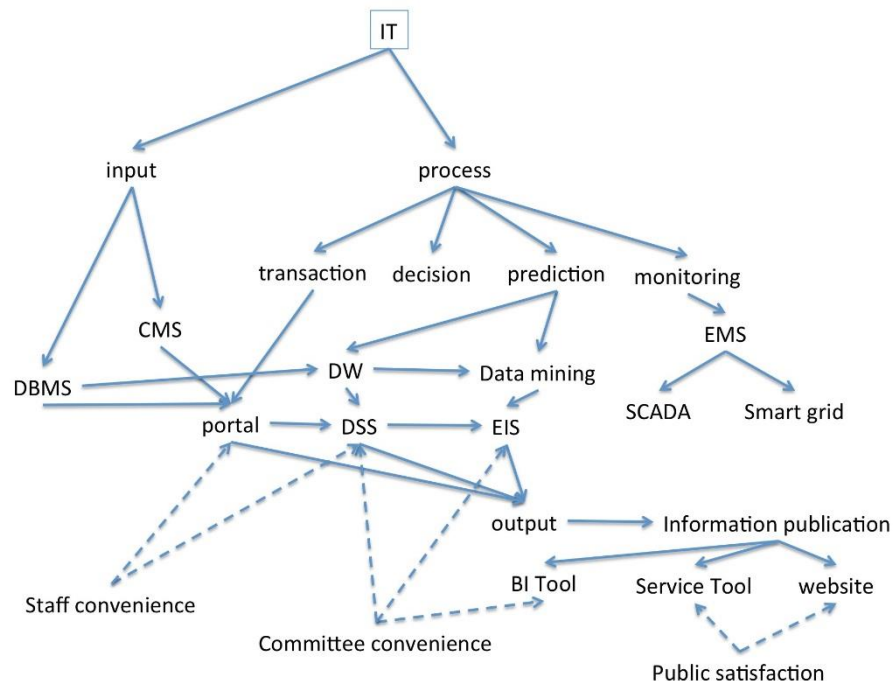 IT
input
process
transaction
decision
prediction
monitoring
CMS
EMS
DBMS
DW
Data mining
SCADA
Smart grid
portal
DSS
EIS
output
Information publication
BI Tool
Service Tool
website
Staff convenience
Committee convenience
Public satisfaction